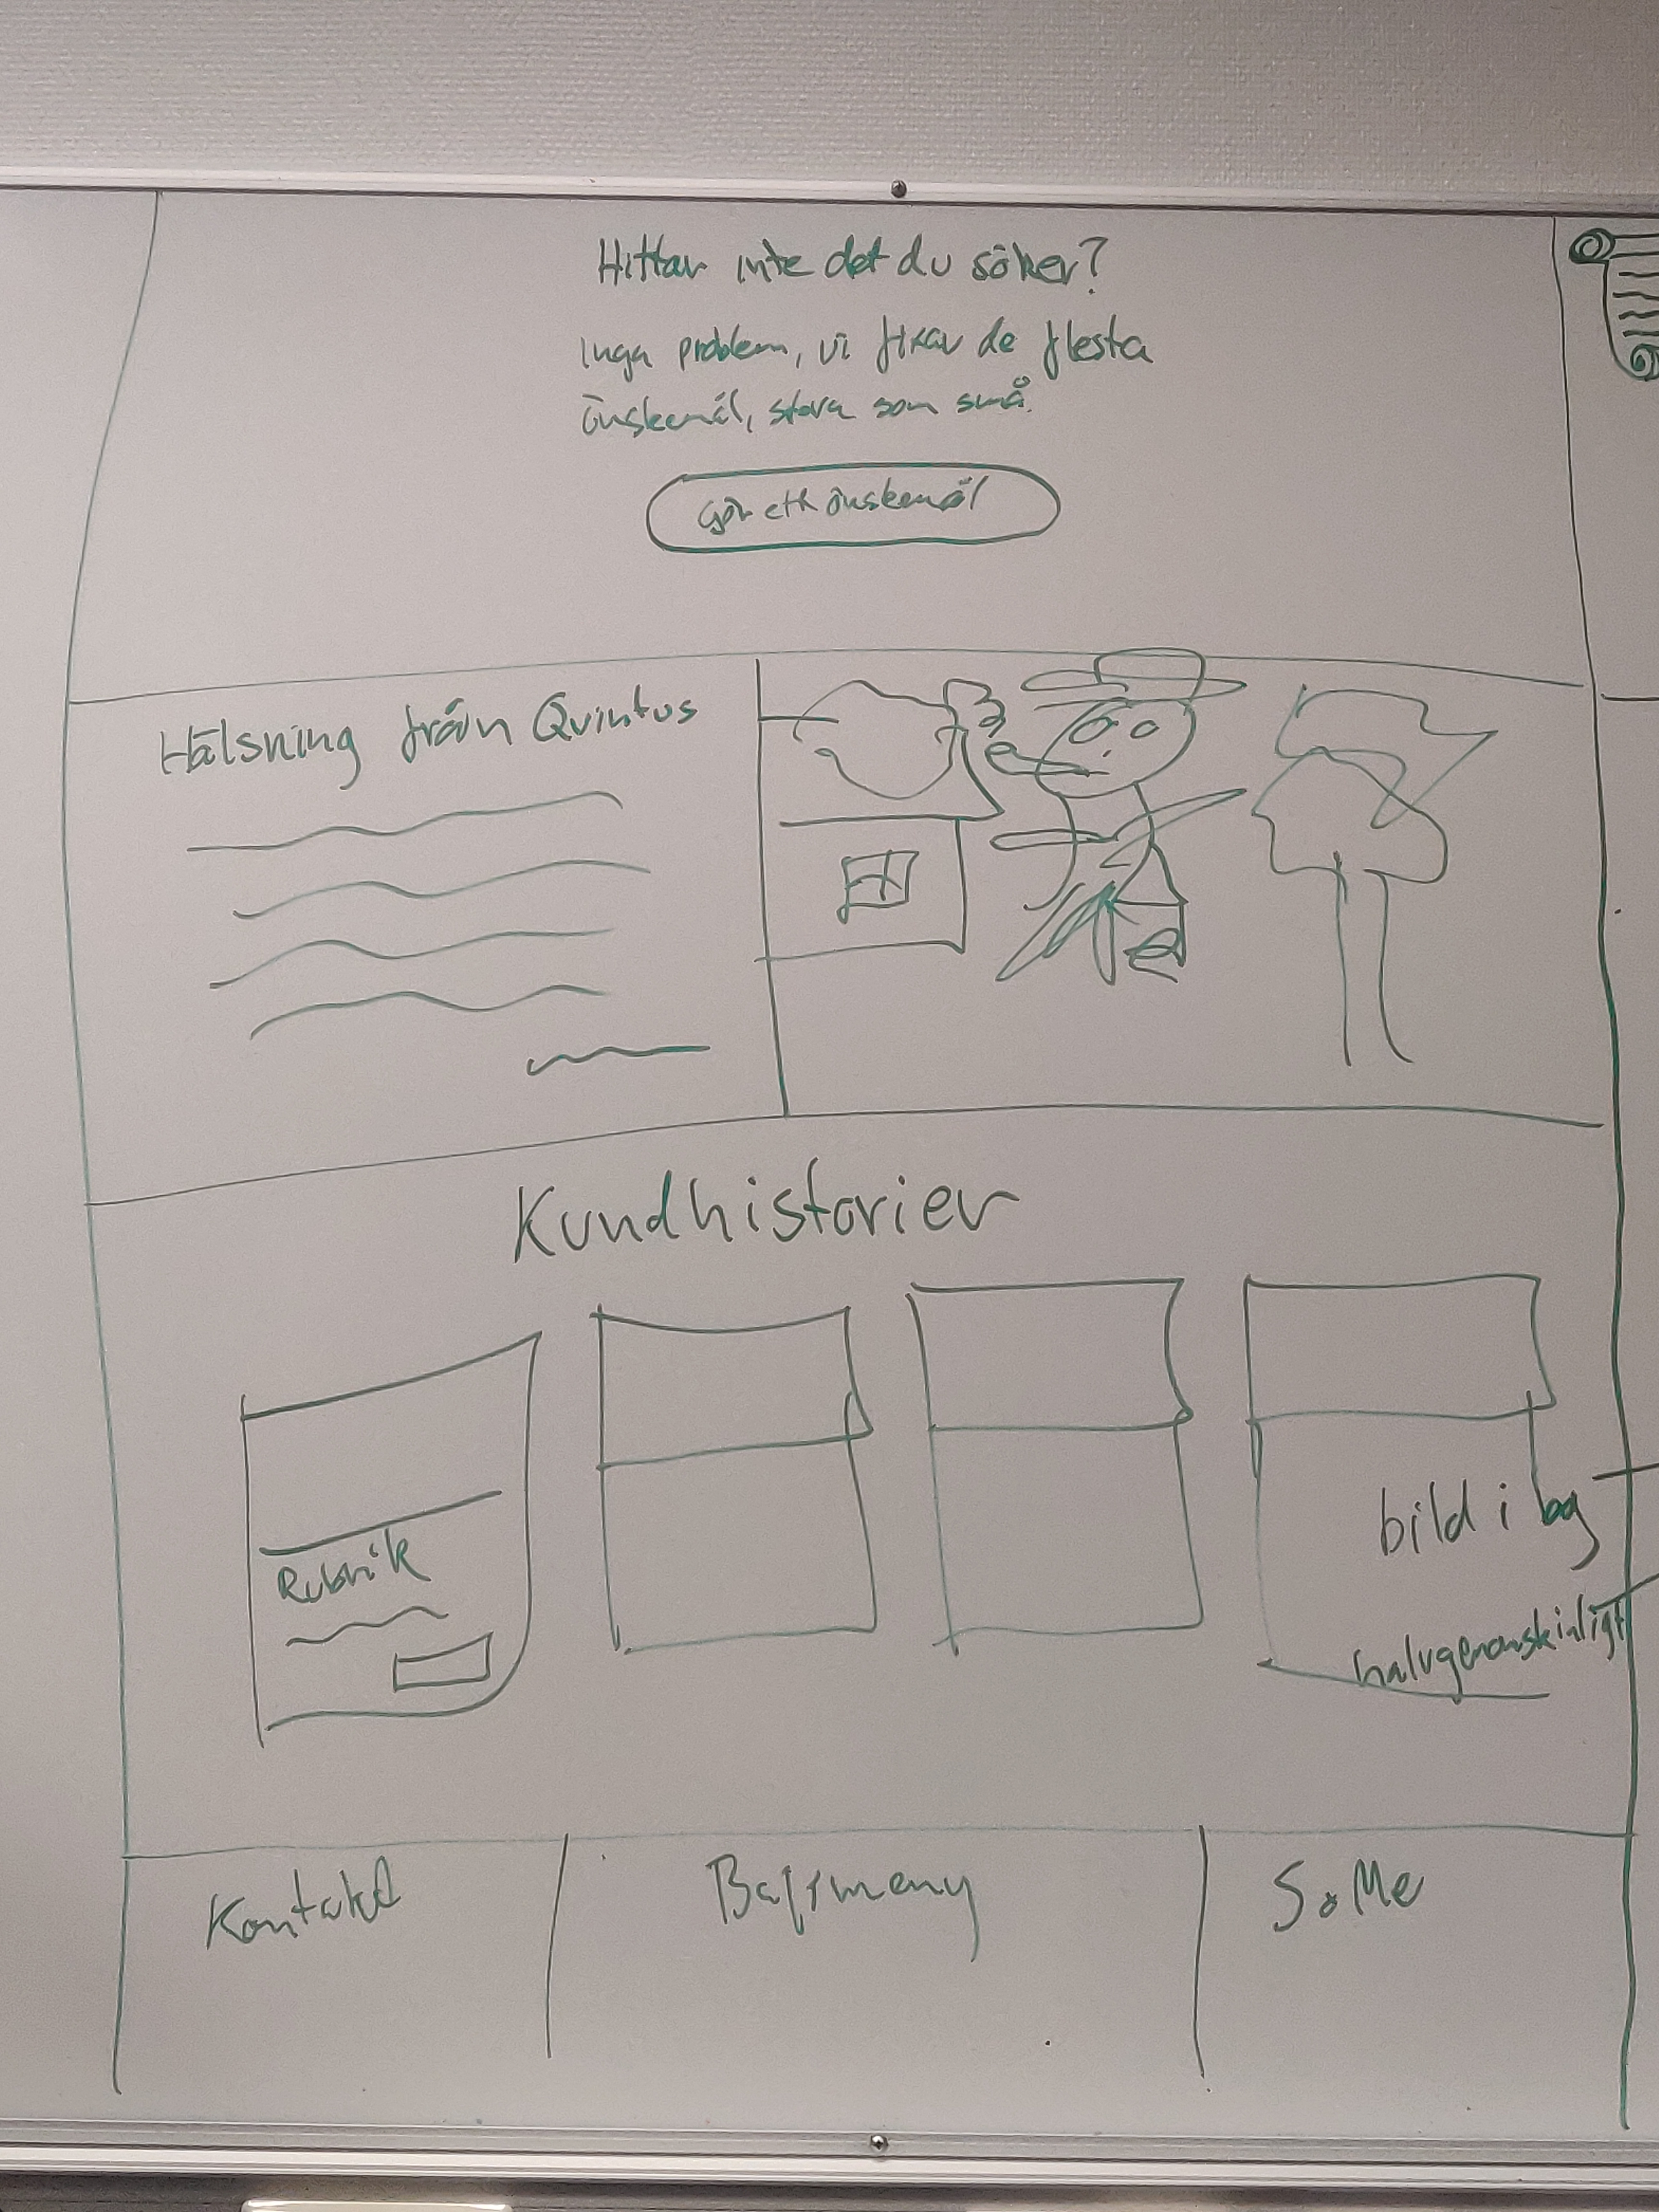 Hittar inte det du söker?
Inga problem, vi fixar de flesta
önskemål, stora som små.
Gör ett önskemål
Hälsning från Quintus
Kundhistorier
Rubrik
bild i bg
halvgenomskinligt
Kontakt
Basmeny
SoMe